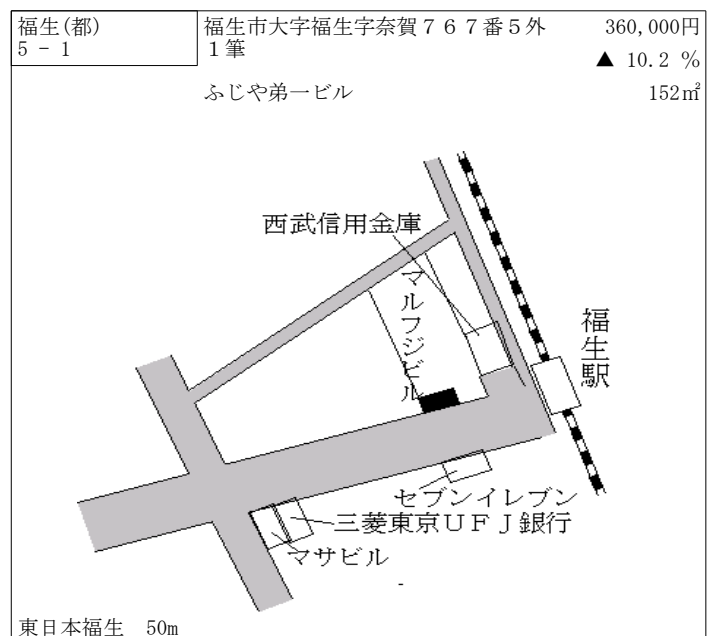 福生(都)
5 - 1
福生市大字福生字奈賀７６７番５外
１筆
360,000円
▲ 10.2 %
ふじや弟一ビル
152㎡
西武信用金庫
マルフジビル
福生駅
セブンイレブン
三菱東京ＵＦＪ銀行
マサビル
-
東日本福生 50m